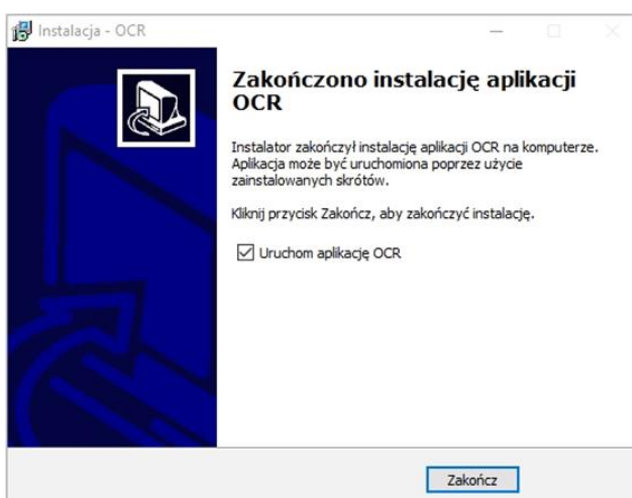 Instalacja - OCR
Zakończono instalację aplikacji
OCR
Instalator zakończył instalację aplikacji OCR na komputerze.
Aplikacja może być uruchomiona poprzez użycie
zainstalowanych skrótów.
Kliknij przycisk Zakończ, aby zakończyć instalację.
Uruchom aplikację OCR
Zakończ